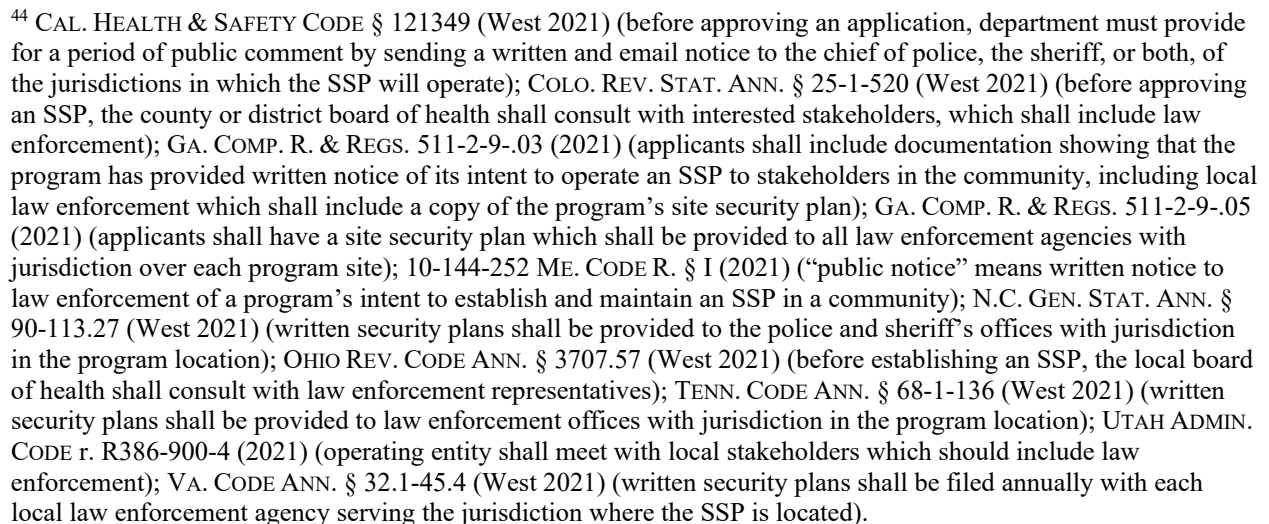 44 CAL. HEALTH & SAFETY CODE § 121349 (West 2021) (before approving an application, department must provide
for a period of public comment by sending a written and email notice to the chief of police, the sheriff, or both, of
the jurisdictions in which the SSP will operate); COLO. REV. STAT. ANN. § 25-1-520 (West 2021) (before approving
an SSP, the county or district board of health shall consult with interested stakeholders, which shall include law
enforcement); GA. COMP. R. & REGS. 511-2-9-.03 (2021) (applicants shall include documentation showing that the
program has provided written notice of its intent to operate an SSP to stakeholders in the community, including local
law enforcement which shall include a copy of the program’s site security plan); GA. COMP. R. & REGS. 511-2-9-.05
(2021) (applicants shall have a site security plan which shall be provided to all law enforcement agencies with
jurisdiction over each program site); 10-144-252 ME. CODE R. § I (2021) (“public notice” means written notice to
law enforcement of a program’s intent to establish and maintain an SSP in a community); N.C. GEN. STAT. ANN. §
90-113.27 (West 2021) (written security plans shall be provided to the police and sheriff’s offices with jurisdiction
in the program location); OHIO REV. CODE ANN. § 3707.57 (West 2021) (before establishing an SSP, the local board
of health shall consult with law enforcement representatives); TENN. CODE ANN. § 68-1-136 (West 2021) (written
security plans shall be provided to law enforcement offices with jurisdiction in the program location); UTAH ADMIN.
CODE r. R386-900-4 (2021) (operating entity shall meet with local stakeholders which should include law
enforcement); VA. CODE ANN. § 32.1-45.4 (West 2021) (written security plans shall be filed annually with each
local law enforcement agency serving the jurisdiction where the SSP is located).